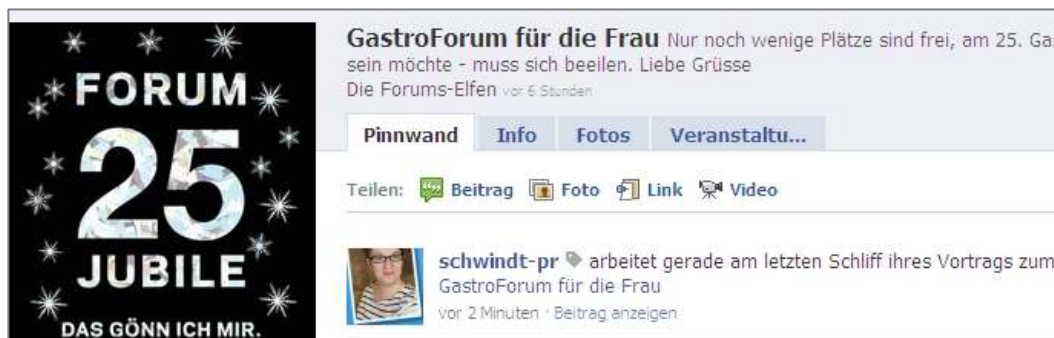 FORUM
25
JUBILE
DAS GÖNN ICH MIR.
GastroForum für die Frau Nur noch wenige Plätze sind frei, am 25. Ga
sein möchte - muss sich beeilen. Liebe Grüsse
Die Forums-Elfen vor 6 Stunden
Pinnwand Info Fotos Veranstaltu...
Teilen: Beitrag Foto Link Video
schwindt-pr arbeitet gerade am letzten Schliff ihres Vortrags zum
GastroForum für die Frau
vor 2 Minuten · Beitrag anzeigen